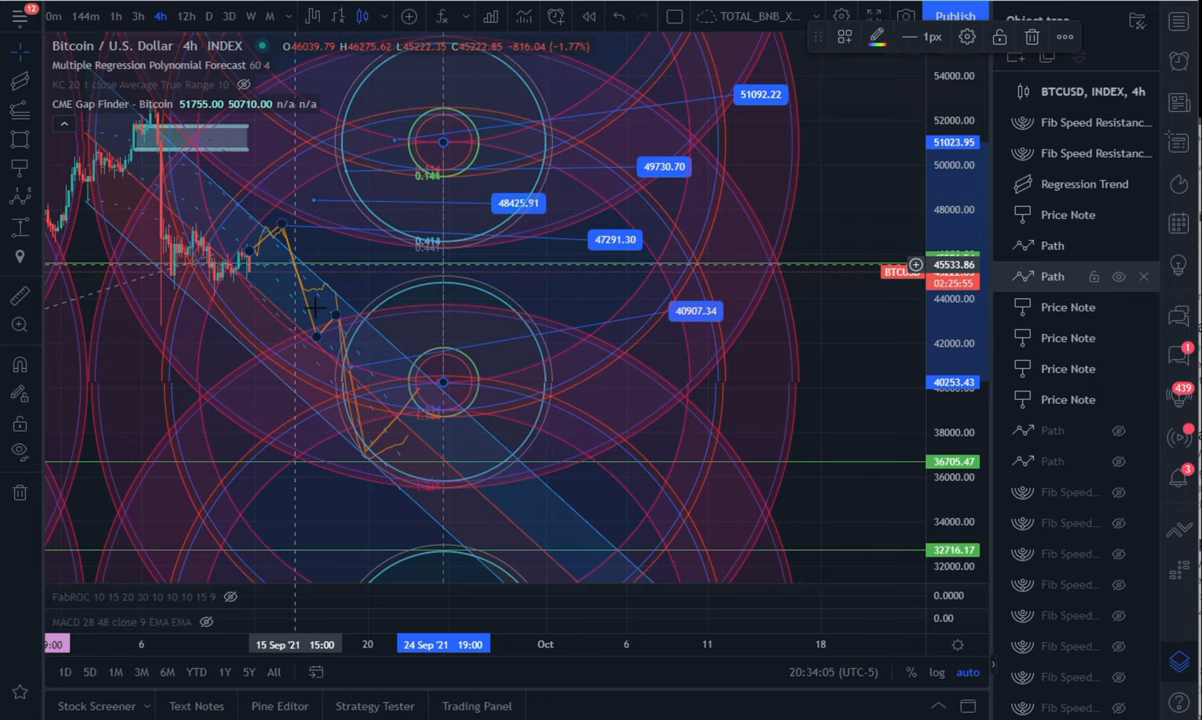 12
0m 144m 1h 3h 4h 12h D 3D W M
TOTAL_BNB_X...
Publish
1px
Bitcoin / U.S. Dollar 4h INDEX
O46039.79 H46275.62 L45222.35 C45222.85 -816.04 (-1.77%)
Multiple Regression Polynomial Forecast 60 4
KC 20 1 close Average True Range 10
CME Gap Finder - Bitcoin 51755.00 50710.00 n/a n/a
51092.22
49730.70
48425.91
47291.30
40907.34
0.414
54000.00
52000.00
51023.95
50000.00
48000.00
45533.86
BTCUSD
02:25:55
44000.00
42000.00
40253.43
38000.00
36705.47
36000.00
34000.00
32716.17
32000.00
FabROC 10 15 20 30 10 10 10 15 9
0.0000
MACD 28 48 close 9 EMA EMA
0.00
9:00
6
15 Sep '21 15:00
20
24 Sep '21 19:00
Oct
6
11
18
1D 5D 1M 3M 6M YTD 1Y 5Y All
20:34:05 (UTC-5)
% log auto
Stock Screener
Text Notes
Pine Editor
Strategy Tester
Trading Panel
Object tree
BTCUSD, INDEX, 4h
Fib Speed Resistanc...
Fib Speed Resistanc...
Regression Trend
Price Note
Path
Path
Price Note
Price Note
Price Note
Price Note
Path
Path
Fib Speed...
Fib Speed...
Fib Speed...
Fib Speed...
Fib Speed...
Fib Speed...
Fib Speed...
Fib Speed...
1
439
3